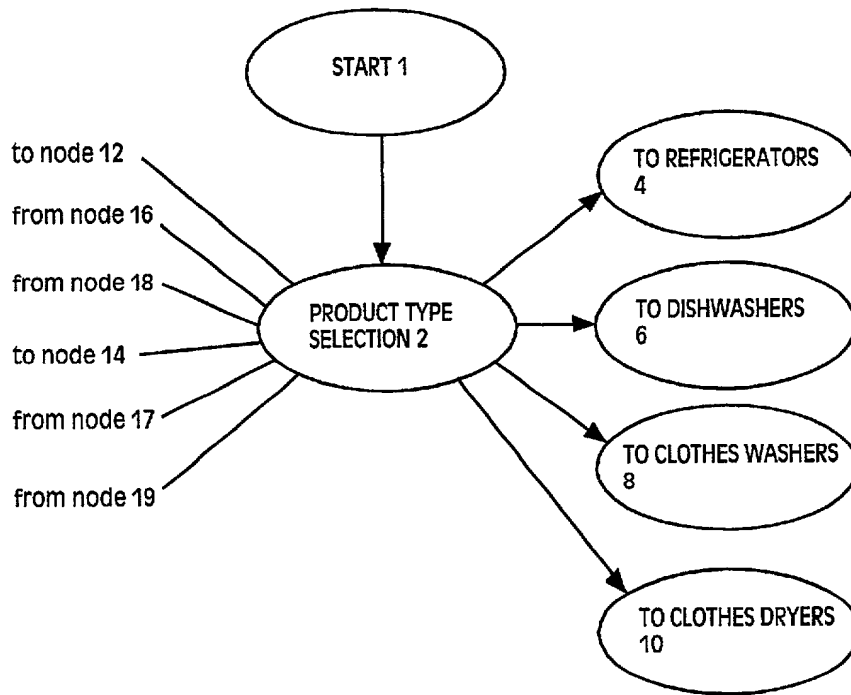 START 1
to node 12
from node 16
from node 18
to node 14
from node 17
from node 19
PRODUCT TYPE
SELECTION 2
TO REFRIGERATORS
4
TO DISHWASHERS
6
TO CLOTHES WASHERS
8
TO CLOTHES DRYERS
10